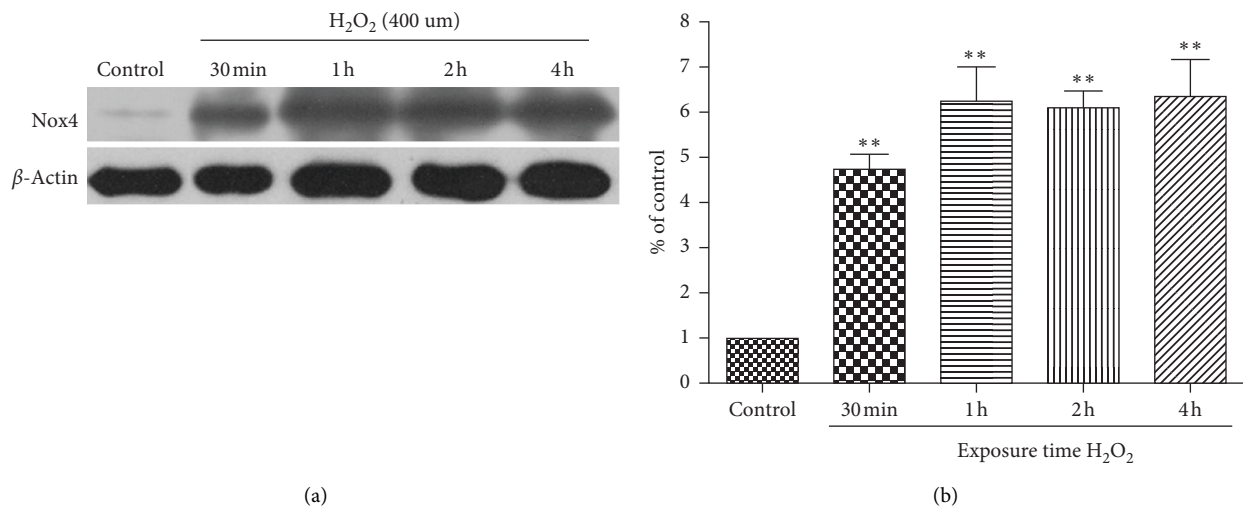 H₂O₂ (400 um)
Control 30 min 1 h 2 h 4 h
Nox4
β-Actin
(a)
8
7
6
5
4
3
2
1
0
% of control
**
**
**
**
Control 30 min 1 h 2 h 4 h
Exposure time H₂O₂
(b)